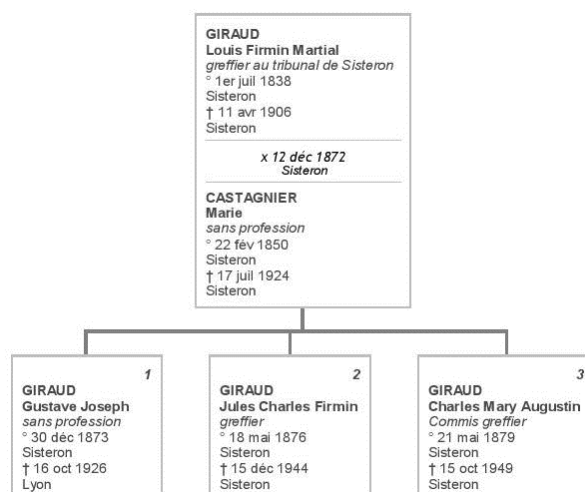 GIRAUD
Louis Firmin Martial
greffier au tribunal de Sisteron
° 1er juil 1838
Sisteron
† 11 avr 1906
Sisteron
x 12 déc 1872
Sisteron
CASTAGNIER
Marie
sans profession
° 22 fév 1850
Sisteron
† 17 juil 1924
Sisteron
1
GIRAUD
Gustave Joseph
sans profession
° 30 déc 1873
Sisteron
† 16 oct 1926
Lyon
2
GIRAUD
Jules Charles Firmin
greffier
° 18 mai 1876
Sisteron
† 15 déc 1944
Sisteron
3
GIRAUD
Charles Mary Augustin
Commis greffier
° 21 mai 1879
Sisteron
† 15 oct 1949
Sisteron